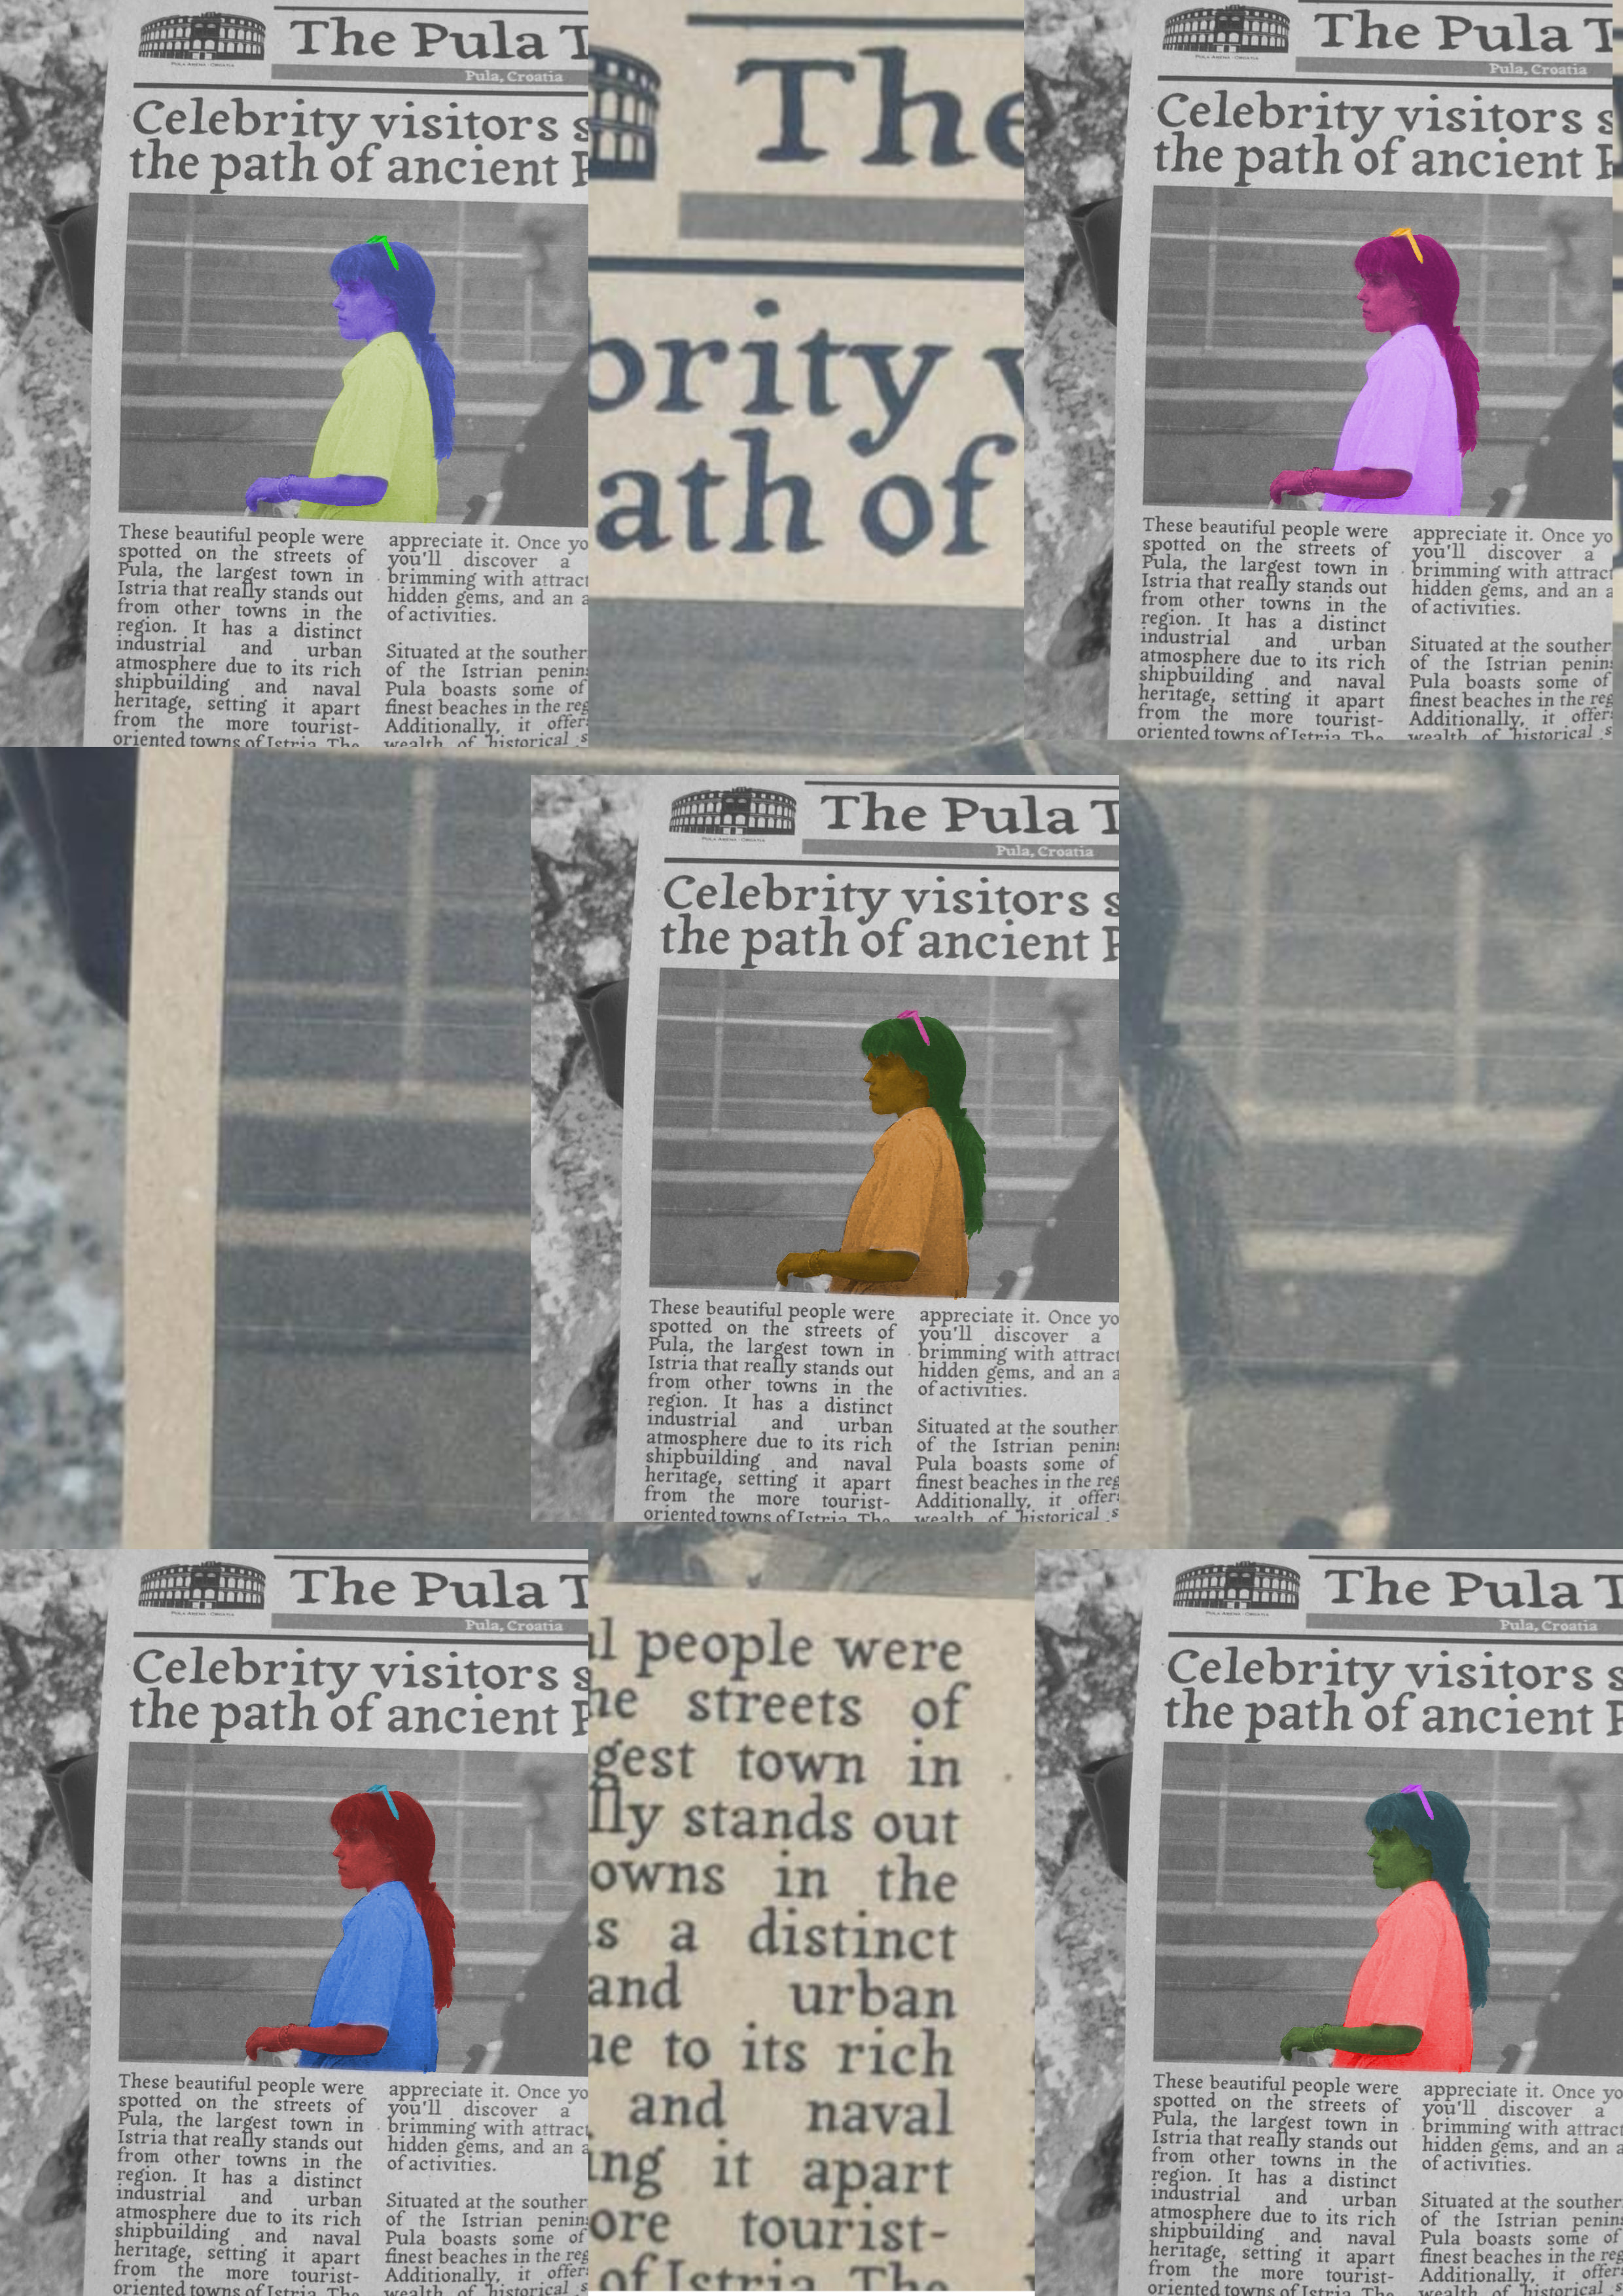 The Pula T
PULA ARENA - CROATIA
Pula, Croatia
Celebrity visitors s
the path of ancient
These beautiful people were
spotted on the streets of
Pula, the largest town in
Istria that really stands out
from other towns in the
region. It has a distinct
industrial and urban
atmosphere due to its rich
shipbuilding and naval
heritage, setting it apart
from the more tourist-
oriented towns of Istria. The
appreciate it. Once yo
you'll discover a
brimming with attract
hidden gems, and an a
of activities.
Situated at the souther
of the Istrian penin
Pula boasts some of
finest beaches in the reg
Additionally, it offer
wealth of historical s
The
brity v
ath of
The Pula T
PULA ARENA - CROATIA
Pula, Croatia
Celebrity visitors s
the path of ancient
These beautiful people were
spotted on the streets of
Pula, the largest town in
Istria that really stands out
from other towns in the
region. It has a distinct
industrial and urban
atmosphere due to its rich
shipbuilding and naval
heritage, setting it apart
from the more tourist-
oriented towns of Istria. The
appreciate it. Once yo
you'll discover a
brimming with attract
hidden gems, and an a
of activities.
Situated at the souther
of the Istrian penin
Pula boasts some of
finest beaches in the reg
Additionally, it offer
wealth of historical s
The Pula T
PULA ARENA - CROATIA
Pula, Croatia
Celebrity visitors s
the path of ancient
These beautiful people were
spotted on the streets of
Pula, the largest town in
Istria that really stands out
from other towns in the
region. It has a distinct
industrial and urban
atmosphere due to its rich
shipbuilding and naval
heritage, setting it apart
from the more tourist-
oriented towns of Istria. The
appreciate it. Once yo
you'll discover a
brimming with attract
hidden gems, and an a
of activities.
Situated at the souther
of the Istrian penin
Pula boasts some of
finest beaches in the reg
Additionally, it offer
wealth of historical s
The Pula T
PULA ARENA - CROATIA
Pula, Croatia
Celebrity visitors s
the path of ancient
These beautiful people were
spotted on the streets of
Pula, the largest town in
Istria that really stands out
from other towns in the
region. It has a distinct
industrial and urban
atmosphere due to its rich
shipbuilding and naval
heritage, setting it apart
from the more tourist-
oriented towns of Istria. The
appreciate it. Once yo
you'll discover a
brimming with attract
hidden gems, and an a
of activities.
Situated at the souther
of the Istrian penin
Pula boasts some of
finest beaches in the reg
Additionally, it offer
wealth of historical s
l people were
he streets of
gest town in
lly stands out
owns in the
s a distinct
and urban
ue to its rich
and naval
ing it apart
ore tourist-
of Istria. The
The Pula T
PULA ARENA - CROATIA
Pula, Croatia
Celebrity visitors s
the path of ancient
These beautiful people were
spotted on the streets of
Pula, the largest town in
Istria that really stands out
from other towns in the
region. It has a distinct
industrial and urban
atmosphere due to its rich
shipbuilding and naval
heritage, setting it apart
from the more tourist-
oriented towns of Istria. The
appreciate it. Once yo
you'll discover a
brimming with attract
hidden gems, and an a
of activities.
Situated at the souther
of the Istrian penin
Pula boasts some of
finest beaches in the reg
Additionally, it offer
wealth of historical s